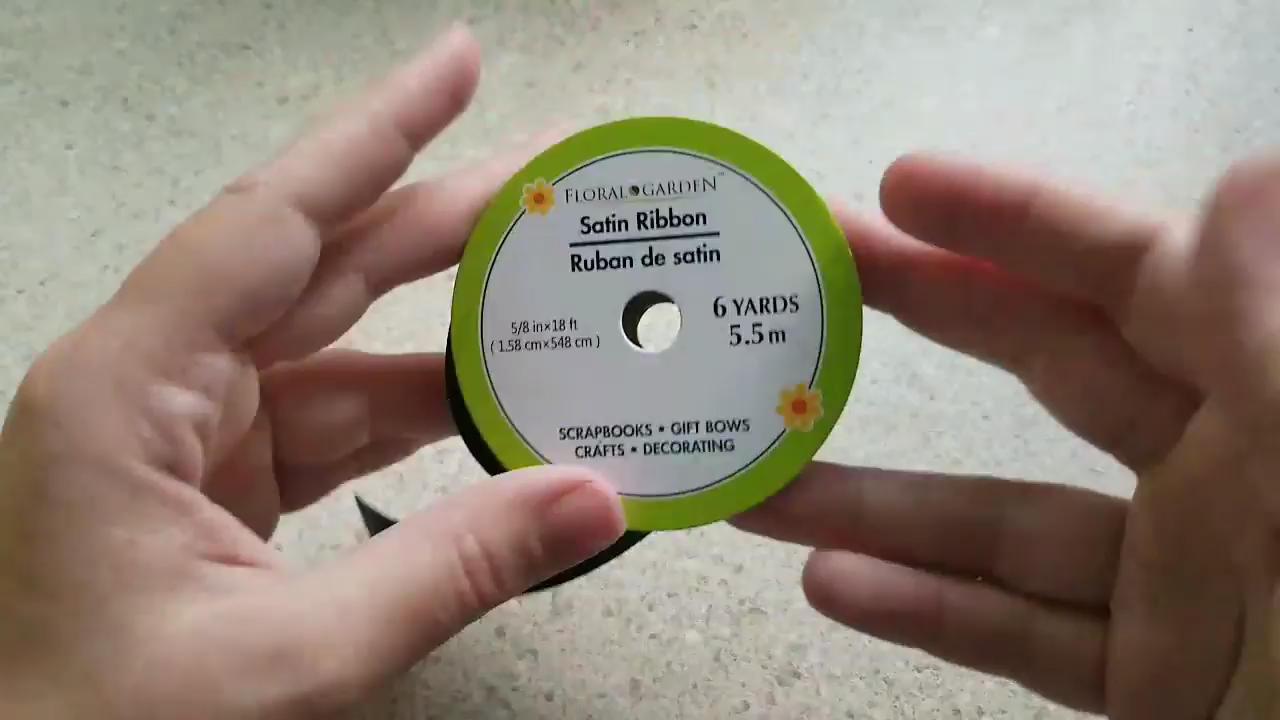 FLORAL GARDEN™
Satin Ribbon
Ruban de satin
5/8 in×18 ft
( 1.58 cm×548 cm )
6 YARDS
5.5 m
SCRAPBOOKS • GIFT BOWS
CRAFTS • DECORATING